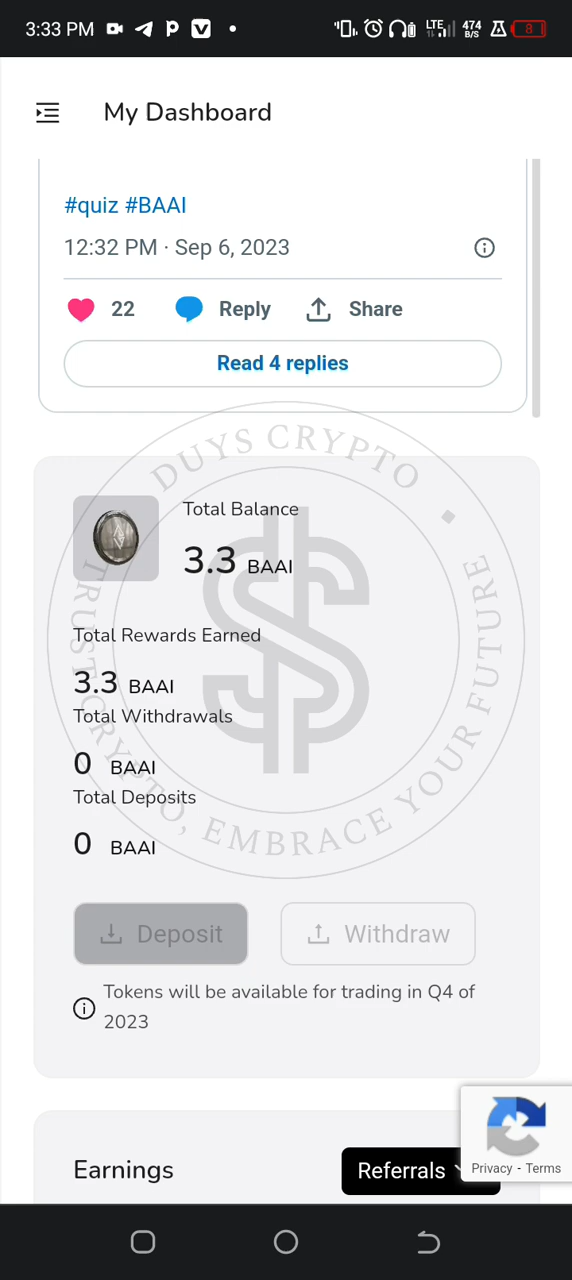 3:33 PM
LTE
474
B/S
8
My Dashboard
#quiz #BAAI
12:32 PM · Sep 6, 2023
22
Reply
Share
Read 4 replies
DUYS CRYPTO
TRUST CRYPTO, EMBRACE YOUR FUTURE
Total Balance
3.3 BAAI
Total Rewards Earned
3.3 BAAI
Total Withdrawals
0 BAAI
Total Deposits
0 BAAI
Deposit
Withdraw
Tokens will be available for trading in Q4 of
2023
Earnings
Referrals
Privacy - Terms